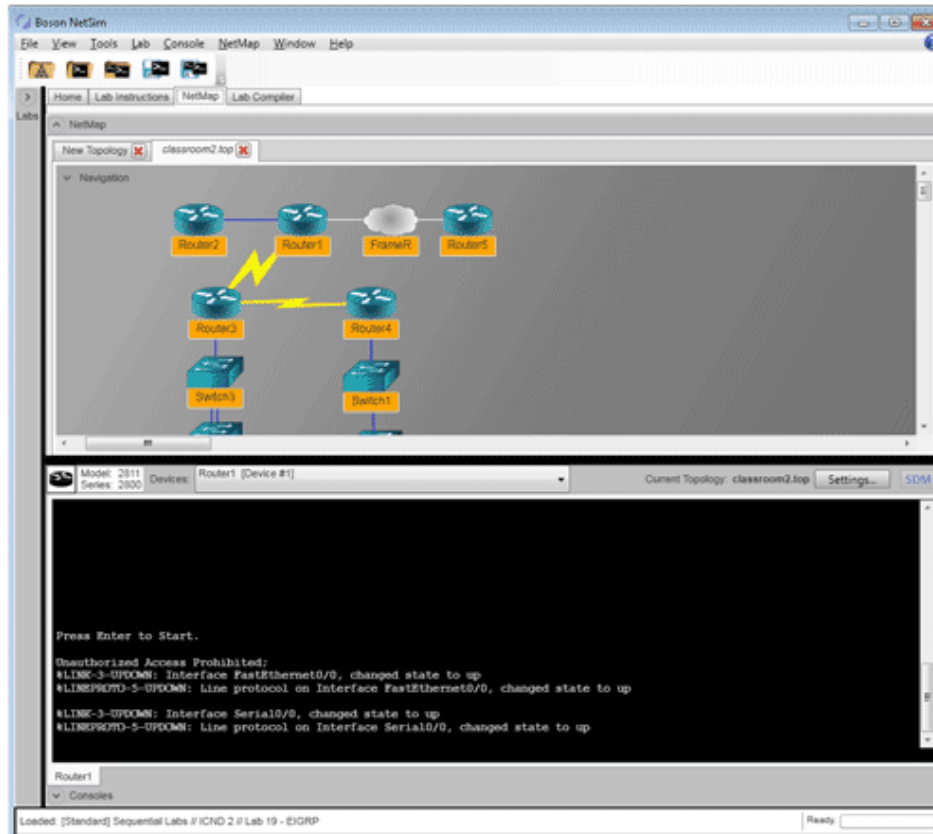 Boson NetSim
File View Tools Lab Console NetMap Window Help
Home Lab Instructions NetMap Lab Compiler
Labs
NetMap
New Topology classroom2.top
Navigation
Router2 Router1 FrameR Router5
Router3 Router4
Switch3 Switch1
Model: 2811
Series: 2800
Devices: Router1 [Device #1] Current Topology: classroom2.top Settings... SDM
Press Enter to Start.
Unauthorized Access Prohibited;
%LINK-3-UPDOWN: Interface FastEthernet0/0, changed state to up
%LINEPROTO-5-UPDOWN: Line protocol on Interface FastEthernet0/0, changed state to up
%LINK-3-UPDOWN: Interface Serial0/0, changed state to up
%LINEPROTO-5-UPDOWN: Line protocol on Interface Serial0/0, changed state to up
Router1
Consoles
Loaded: [Standard] Sequential Labs // ICND 2 // Lab 19 - EIGRP Ready.